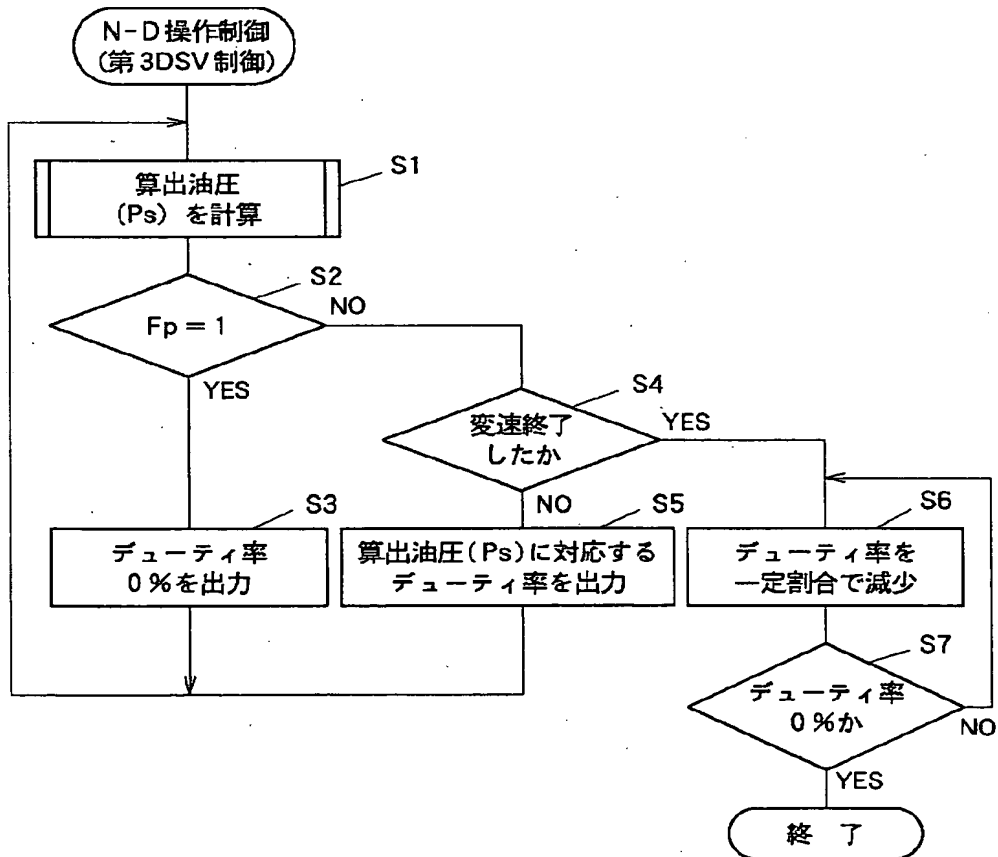 N-D操作制御
(第3DSV制御)
S1
算出油圧
(Ps) を計算
S2
Fp = 1
NO
YES
S4
変速終了
したか
YES
NO
S3
デューティ率
0%を出力
S5
算出油圧(Ps)に対応する
デューティ率を出力
S6
デューティ率を
一定割合で減少
S7
デューティ率
0%か
NO
YES
終 了